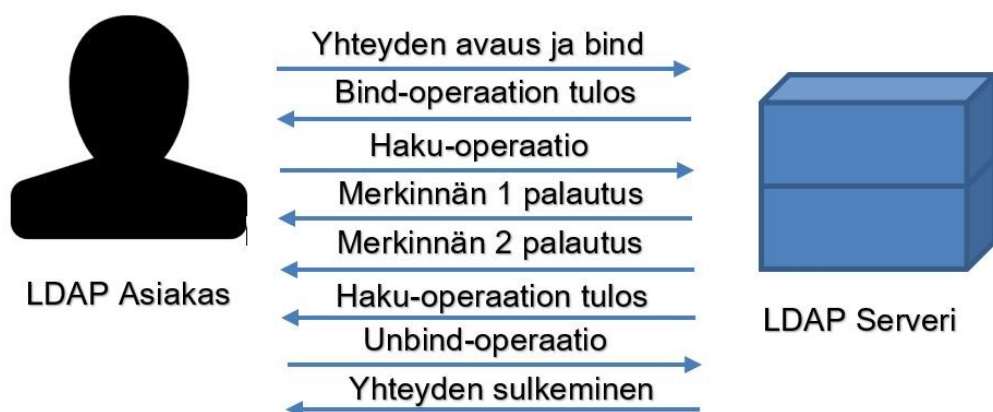 Yhteyden avaus ja bind
Bind-operaation tulos
Haku-operaatio
Merkinnän 1 palautus
Merkinnän 2 palautus
Haku-operaation tulos
Unbind-operaatio
Yhteyden sulkeminen
LDAP Asiakas
LDAP Serveri